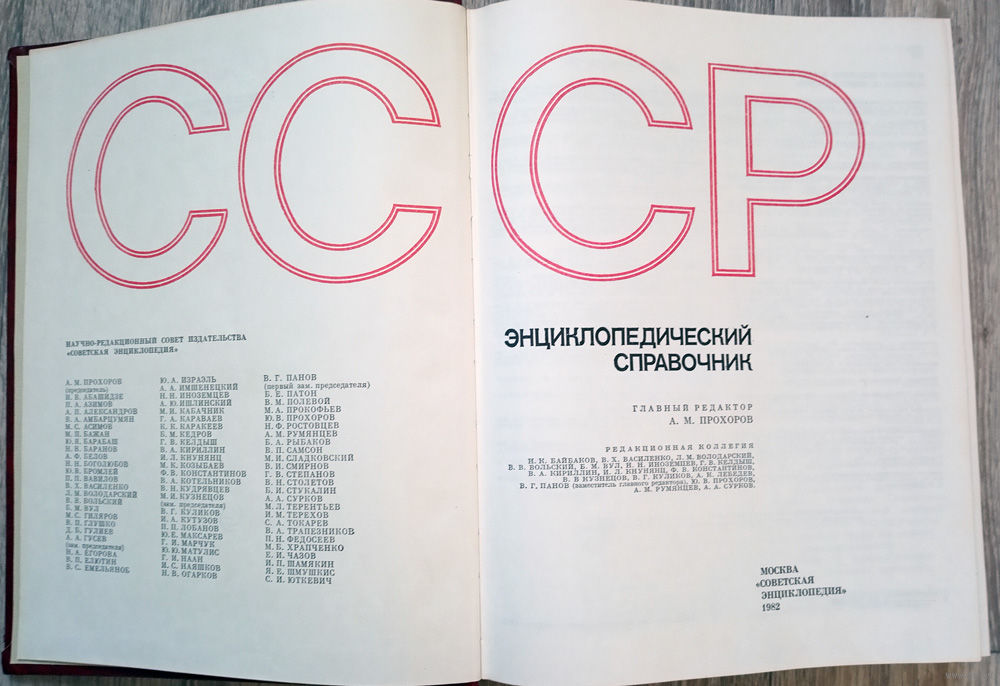 СССР
НАУЧНО-РЕДАКЦИОННЫЙ СОВЕТ ИЗДАТЕЛЬСТВА
«СОВЕТСКАЯ ЭНЦИКЛОПЕДИЯ»
А. М. ПРОХОРОВ
(председатель)
И. В. АБАШИДЗЕ
П. А. АЗИМОВ
А. П. АЛЕКСАНДРОВ
В. А. АМБАРЦУМЯН
М. С. АСИМОВ
М. П. БАЖАН
Ю. Я. БАРАБАШ
Н. В. БАРАНОВ
А. Ф. БЕЛОВ
Н. Н. БОГОЛЮБОВ
Ю. В. БРОМЛЕЙ
П. П. ВАВИЛОВ
В. Х. ВАСИЛЕНКО
Л. М. ВОЛОДАРСКИЙ
В. В. ВОЛЬСКИЙ
Б. М. ВУЛ
М. С. ГИЛЯРОВ
В. П. ГЛУШКО
Д. Б. ГУЛИЕВ
А. А. ГУСЕВ
(зам. председателя)
Н. А. ЕГОРОВА
В. П. ЕЛЮТИН
В. С. ЕМЕЛЬЯНОВ
Ю. А. ИЗРАЭЛЬ
А. А. ИМШЕНЕЦКИЙ
Н. Н. ИНОЗЕМЦЕВ
А. Ю. ИШЛИНСКИЙ
М. И. КАБАЧНИК
Г. А. КАРАВАЕВ
К. К. КАРАКЕЕВ
Б. М. КЕДРОВ
Г. В. КЕЛДЫШ
В. А. КИРИЛЛИН
И. Л. КНУНЯНЦ
М. К. КОЗЫБАЕВ
Ф. В. КОНСТАНТИНОВ
В. А. КОТЕЛЬНИКОВ
В. Н. КУДРЯВЦЕВ
М. И. КУЗНЕЦОВ
(зам. председателя)
В. Г. КУЛИКОВ
И. А. КУТУЗОВ
П. П. ЛОБАНОВ
Ю. Е. МАКСАРЕВ
Г. И. МАРЧУК
Ю. Ю. МАТУЛИС
Г. И. НААН
И. С. НАЯШКОВ
Н. В. ОГАРКОВ
В. Г. ПАНОВ
(первый зам. председателя)
Б. Е. ПАТОН
В. М. ПОЛЕВОЙ
М. А. ПРОКОФЬЕВ
Ю. В. ПРОХОРОВ
Н. Ф. РОСТОВЦЕВ
А. М. РУМЯНЦЕВ
Б. А. РЫБАКОВ
В. П. САМСОН
М. И. СЛАДКОВСКИЙ
В. И. СМИРНОВ
Г. В. СТЕПАНОВ
В. Н. СТОЛЕТОВ
Б. И. СТУКАЛИН
А. А. СУРКОВ
М. Л. ТЕРЕНТЬЕВ
И. М. ТЕРЕХОВ
С. А. ТОКАРЕВ
В. А. ТРАПЕЗНИКОВ
П. Н. ФЕДОСЕЕВ
М. Б. ХРАПЧЕНКО
Е. И. ЧАЗОВ
И. П. ШАМЯКИН
Я. Е. ШМУШКИС
С. И. ЮТКЕВИЧ
ЭНЦИКЛОПЕДИЧЕСКИЙ
СПРАВОЧНИК
ГЛАВНЫЙ РЕДАКТОР
А. М. ПРОХОРОВ
РЕДАКЦИОННАЯ КОЛЛЕГИЯ
И. К. БАЙБАКОВ, В. Х. ВАСИЛЕНКО, Л. М. ВОЛОДАРСКИЙ,
В. В. ВОЛЬСКИЙ, Б. М. ВУЛ, Н. Н. ИНОЗЕМЦЕВ, Г. В. КЕЛДЫШ,
В. А. КИРИЛЛИН, И. Л. КНУНЯНЦ, Ф. В. КОНСТАНТИНОВ,
В. В. КУЗНЕЦОВ, В. Г. КУЛИКОВ, А. К. ЛЕБЕДЕВ,
В. Г. ПАНОВ (заместитель главного редактора), Ю. В. ПРОХОРОВ,
А. М. РУМЯНЦЕВ, А. А. СУРКОВ.
МОСКВА
«СОВЕТСКАЯ
ЭНЦИКЛОПЕДИЯ»
1982